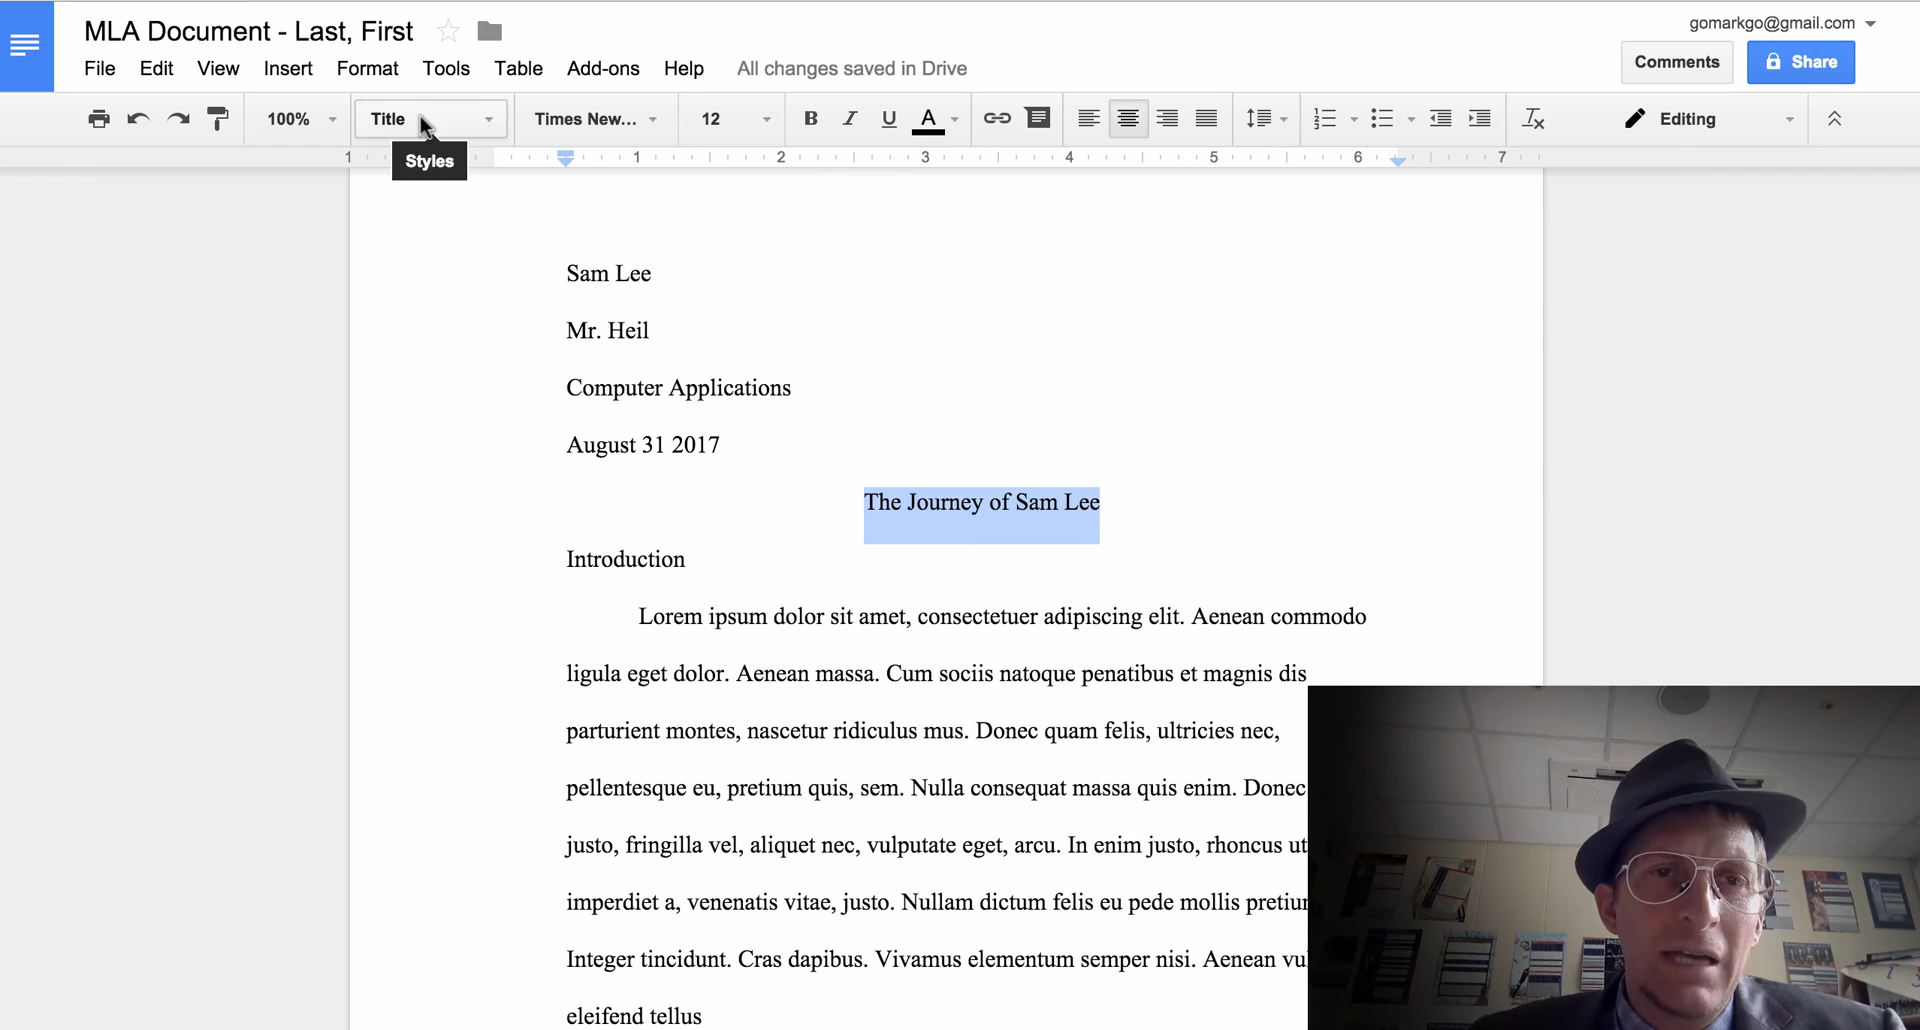 MLA Document - Last, First
gomarkgo@gmail.com
File Edit View Insert Format Tools Table Add-ons Help All changes saved in Drive
Comments Share
100% Title Times New... 12 B I U A Editing
Styles
1 1 2 3 4 5 6 7
Sam Lee
Mr. Heil
Computer Applications
August 31 2017
The Journey of Sam Lee
Introduction
Lorem ipsum dolor sit amet, consectetuer adipiscing elit. Aenean commodo
ligula eget dolor. Aenean massa. Cum sociis natoque penatibus et magnis dis
parturient montes, nascetur ridiculus mus. Donec quam felis, ultricies nec,
pellentesque eu, pretium quis, sem. Nulla consequat massa quis enim. Donec
justo, fringilla vel, aliquet nec, vulputate eget, arcu. In enim justo, rhoncus ut
imperdiet a, venenatis vitae, justo. Nullam dictum felis eu pede mollis
Integer tincidunt. Cras dapibus. Vivamus elementum semper nisi. Aenean
eleifend tellus